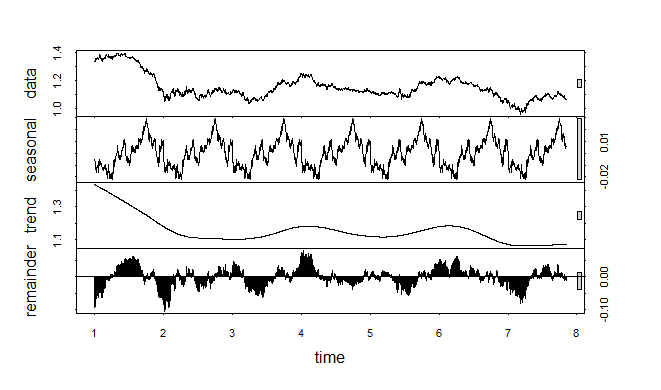 data
1.0 1.2 1.4
seasonal
-0.02 0.01
trend
1.1 1.3
remainder
-0.10 0.00
1 2 3 4 5 6 7 8
time